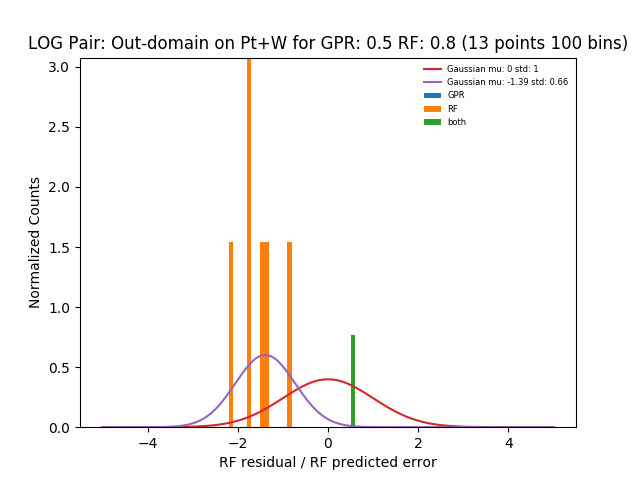 LOG Pair: Out-domain on Pt+W for GPR: 0.5 RF: 0.8 (13 points 100 bins)
Gaussian mu: 0 std: 1
Gaussian mu: -1.39 std: 0.66
GPR
RF
both
3.0
2.5
2.0
1.5
1.0
0.5
0.0
Normalized Counts
−4 −2 0 2 4
RF residual / RF predicted error